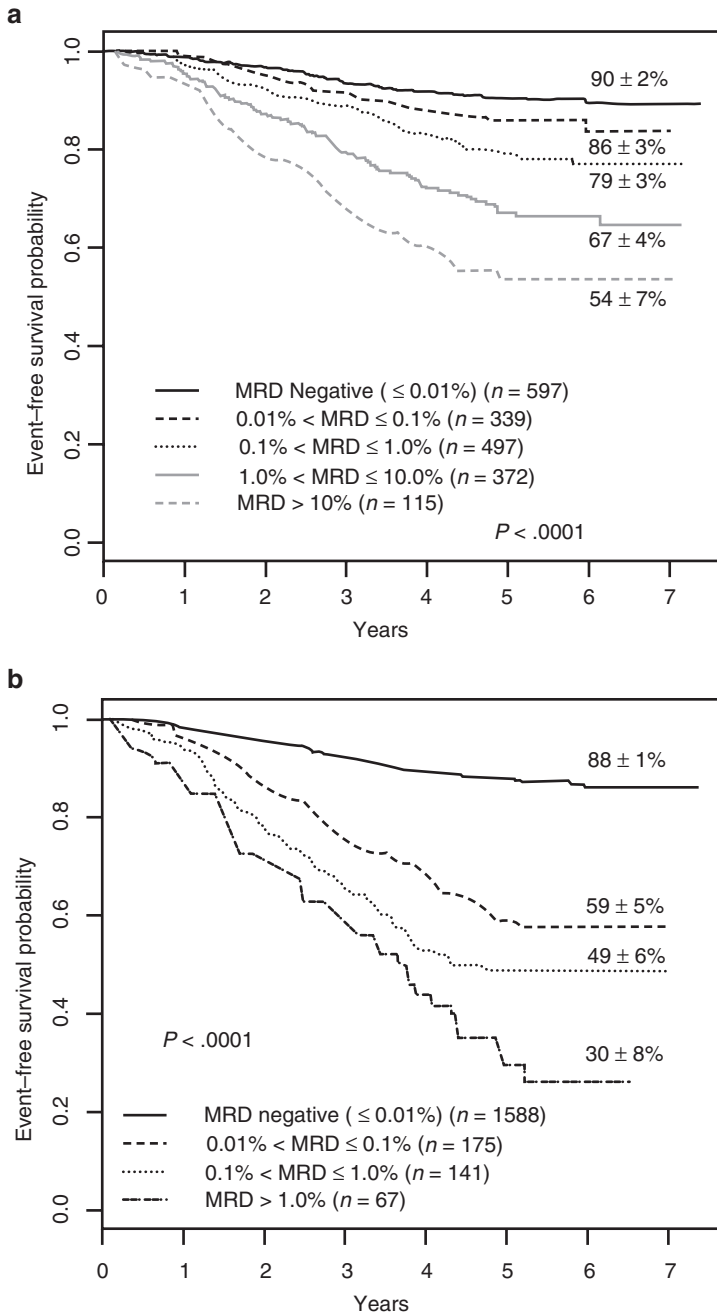 a
Event–free survival probability
1.0
0.8
0.6
0.4
0.2
0.0
90 ± 2%
86 ± 3%
79 ± 3%
67 ± 4%
54 ± 7%
MRD Negative ( ≤ 0.01%) (n = 597)
0.01% < MRD ≤ 0.1% (n = 339)
0.1% < MRD ≤ 1.0% (n = 497)
1.0% < MRD ≤ 10.0% (n = 372)
MRD > 10% (n = 115)
P < .0001
0 1 2 3 4 5 6 7
Years
b
Event–free survival probability
1.0
0.8
0.6
0.4
0.2
0.0
88 ± 1%
59 ± 5%
49 ± 6%
30 ± 8%
P < .0001
MRD negative ( ≤ 0.01%) (n = 1588)
0.01% < MRD ≤ 0.1% (n = 175)
0.1% < MRD ≤ 1.0% (n = 141)
MRD > 1.0% (n = 67)
0 1 2 3 4 5 6 7
Years